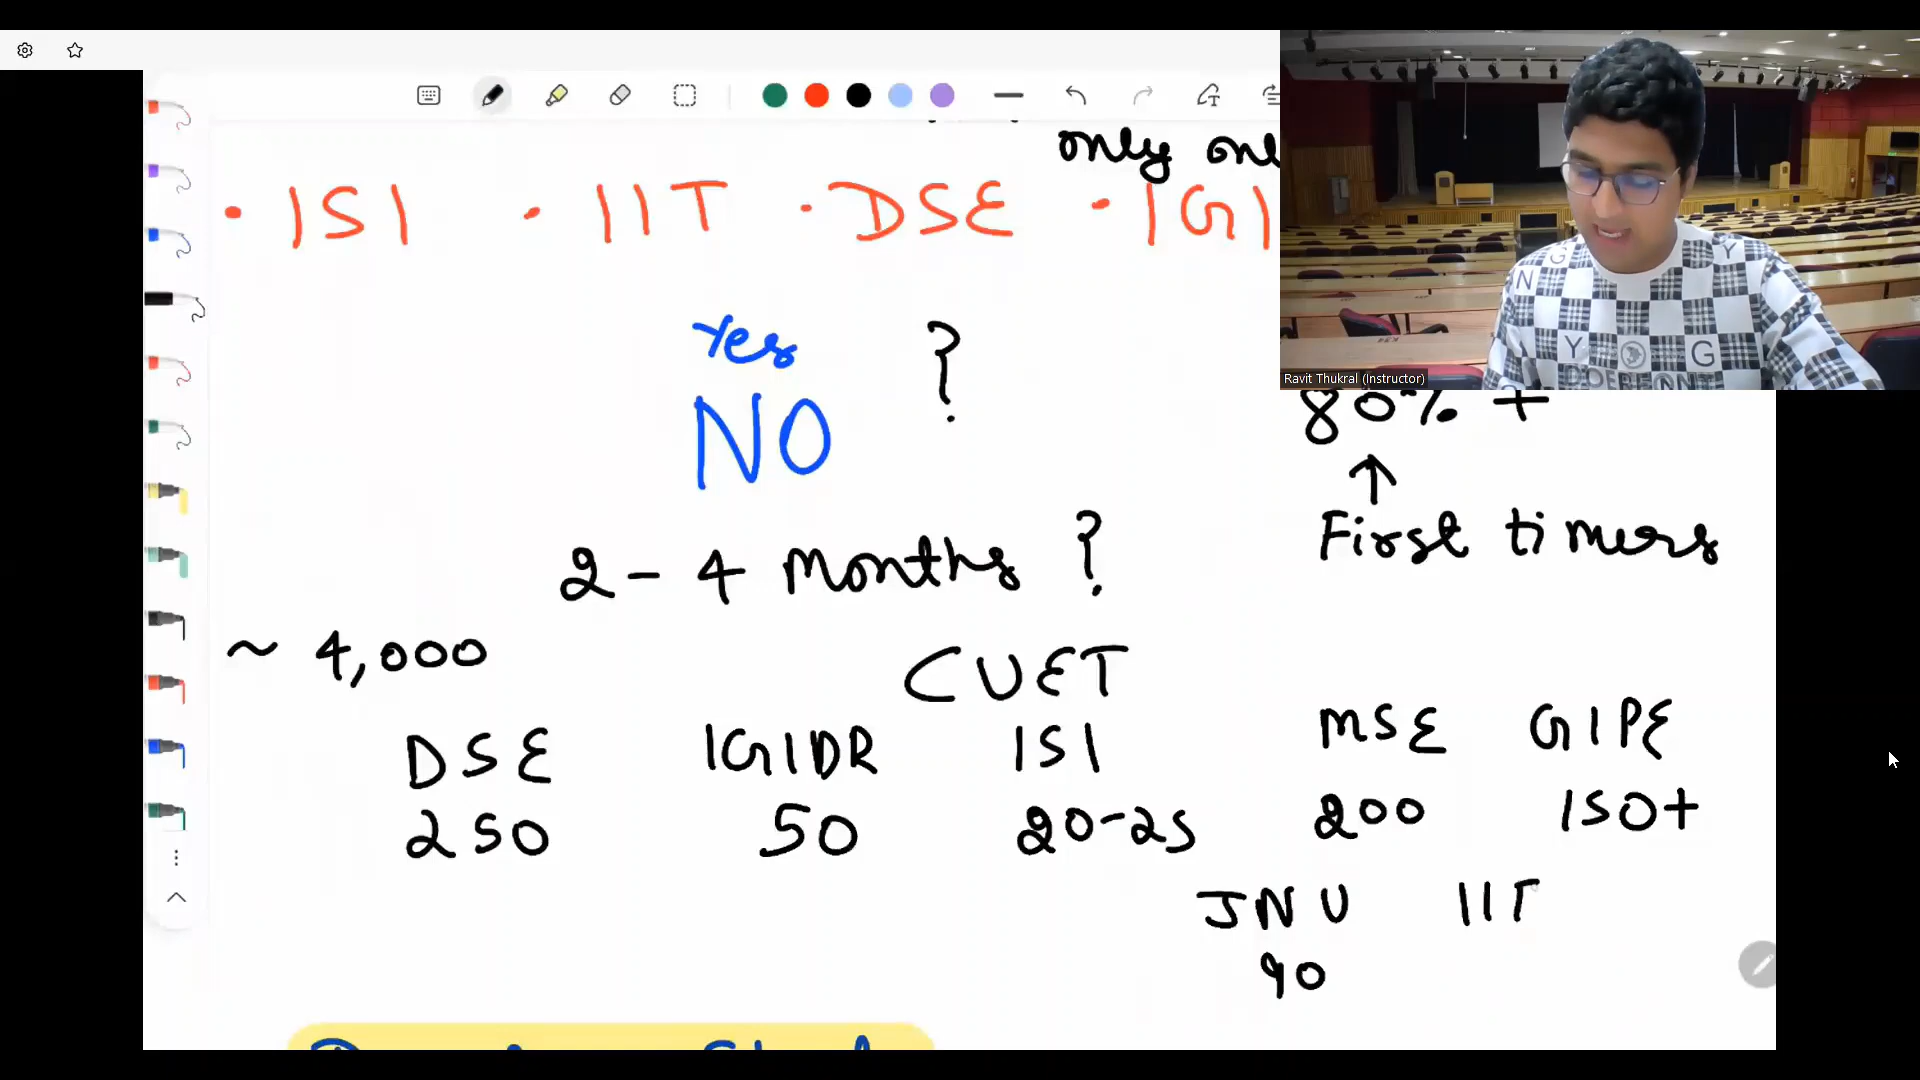 only
• ISI • IIT • DSE • IGI
Yes ?
NO
80% +
↑
First timers
2 - 4 Months ?
~ 4,000
CUET
DSE IGIDR ISI MSE GIPE
250 50 20-25 200 150+
JNU IIT
90
Ravit Thukral (Instructor)
N G Y
Y G